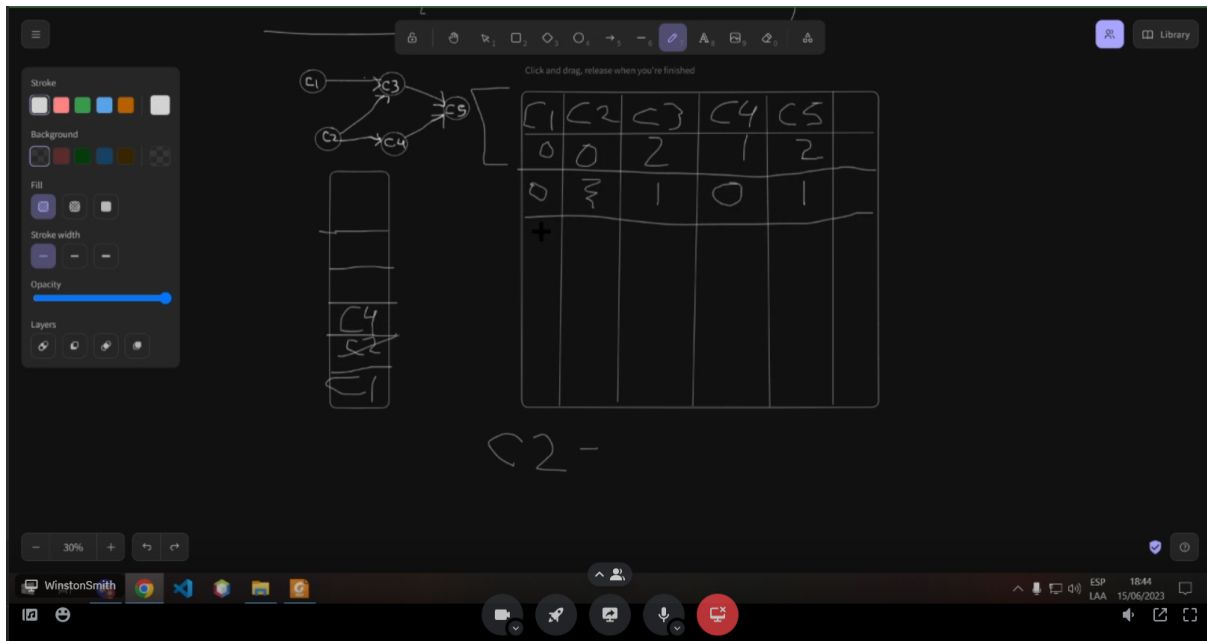 Library
Click and drag, release when you're finished
Stroke
Background
Fill
Stroke width
Opacity
Layers
C1 C3
C5
C2 C4
C1 C2 C3 C4 C5
0 0 2 1 2
0 1 0 1
C4
C2
C1
C2 -
30%
WinstonSmith
ESP
LAA
18:44
15/06/2023